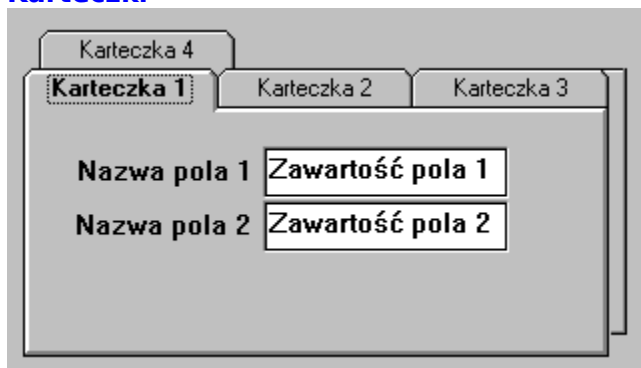 Karteczki
Karteczka 4
Karteczka 1 Karteczka 2 Karteczka 3
Nazwa pola 1 Zawartość pola 1
Nazwa pola 2 Zawartość pola 2